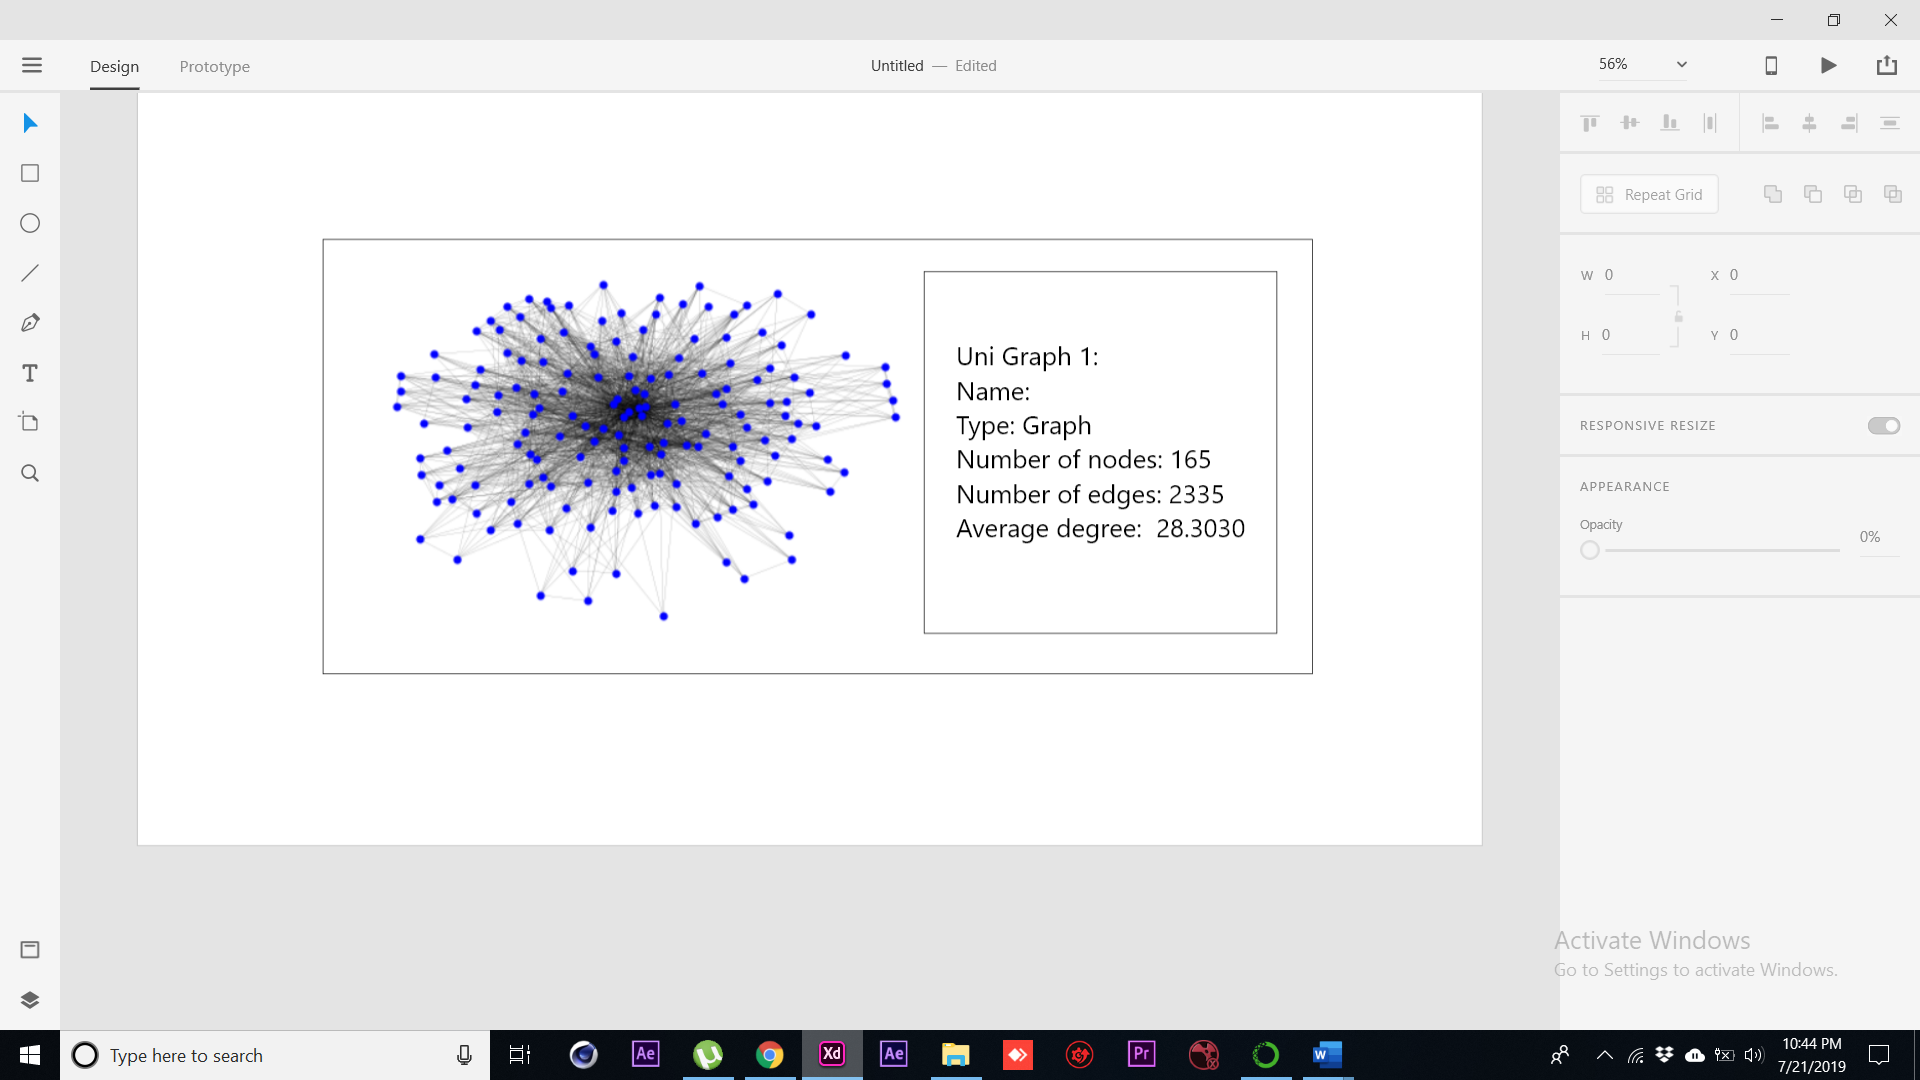 Design
Prototype
Untitled — Edited
56%
Repeat Grid
W 0
X 0
H 0
Y 0
RESPONSIVE RESIZE
APPEARANCE
Opacity
0%
Uni Graph 1:
Name:
Type: Graph
Number of nodes: 165
Number of edges: 2335
Average degree:  28.3030
T
Activate Windows
Go to Settings to activate Windows.
Type here to search
Ae
Xd
Ae
Pr
W
10:44 PM
7/21/2019